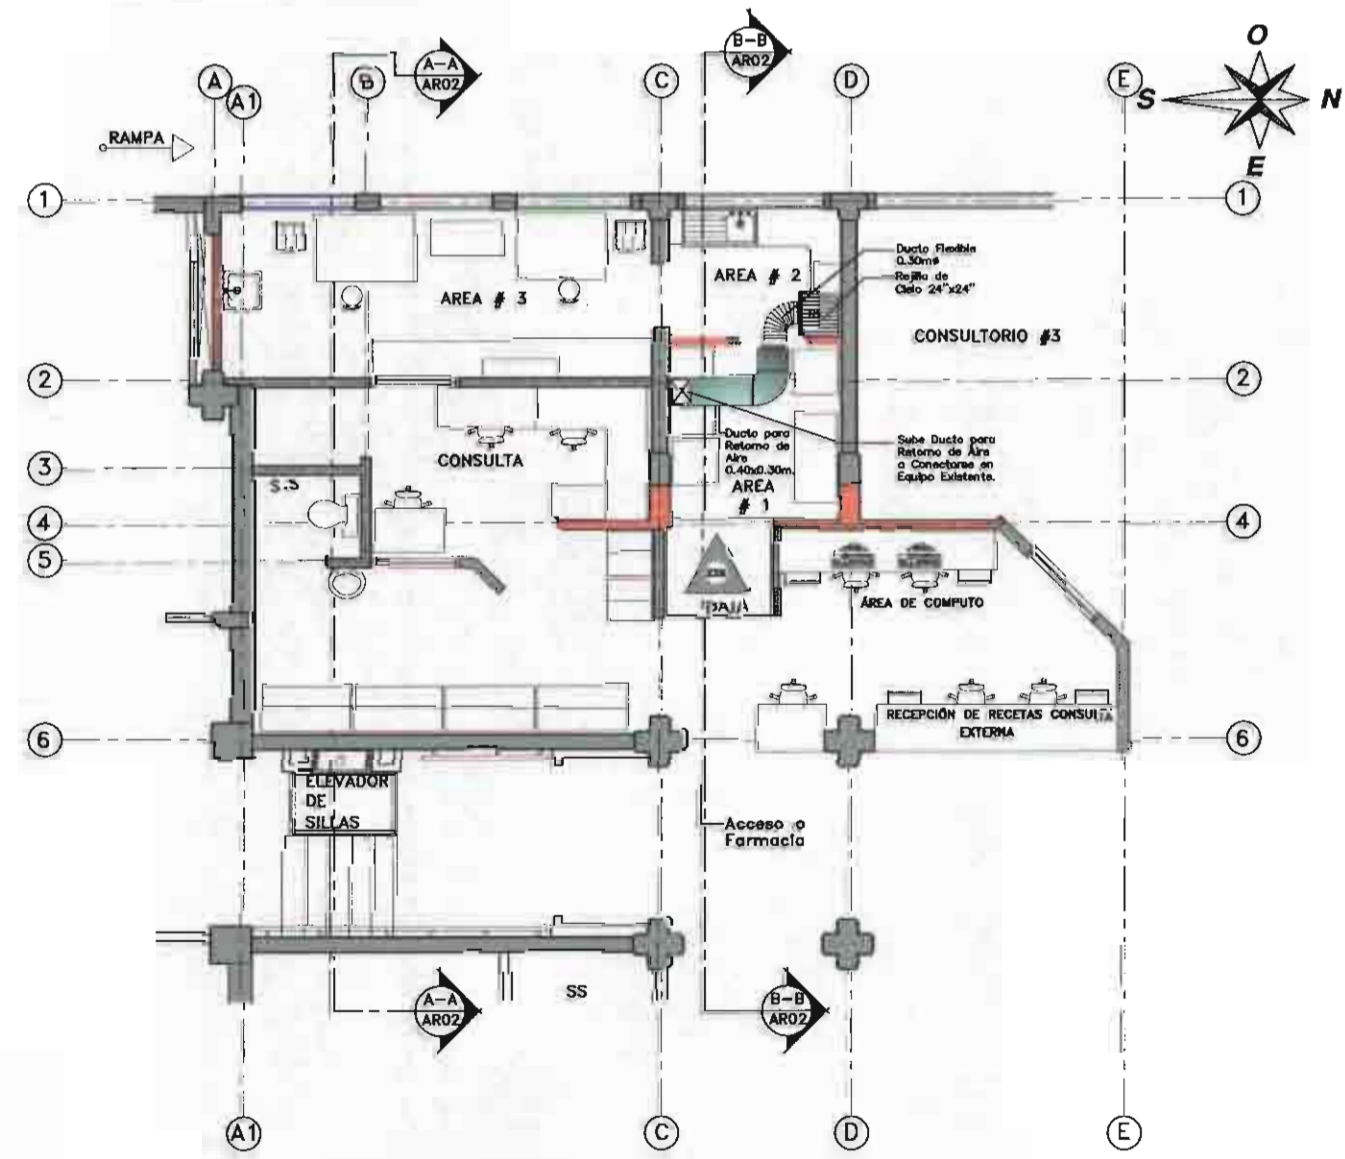 O
S
N
E
A
A1
B
A-A
AR02
C
B-B
AR02
D
E
RAMPA
1
1
Ducto Flexible
0.30mø
Rejilla de
Cielo 24"x24"
AREA # 2
AREA # 3
CONSULTORIO #3
2
2
Ducto para
Retorno de
Aire
0.40x0.30m.
Sube Ducto para
Retorno de Aire
a Conectarse en
Equipo Existente.
CONSULTA
3
S.S
AREA
# 1
4
4
5
BAJA
ÁREA DE COMPUTO
RECEPCIÓN DE RECETAS CONSULTA
EXTERNA
6
6
ELEVADOR
DE
SILLAS
Acceso a
Farmacia
SS
A-A
AR02
B-B
AR02
A1
C
D
E